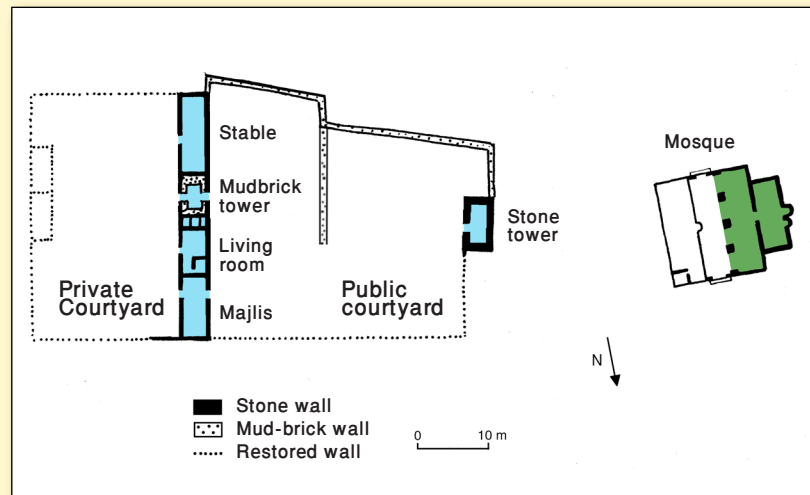 Stable
Mudbrick
tower
Living
room
Majlis
Private
Courtyard
Public
courtyard
Stone
tower
Mosque
N
Stone wall
Mud-brick wall
Restored wall
0 10 m